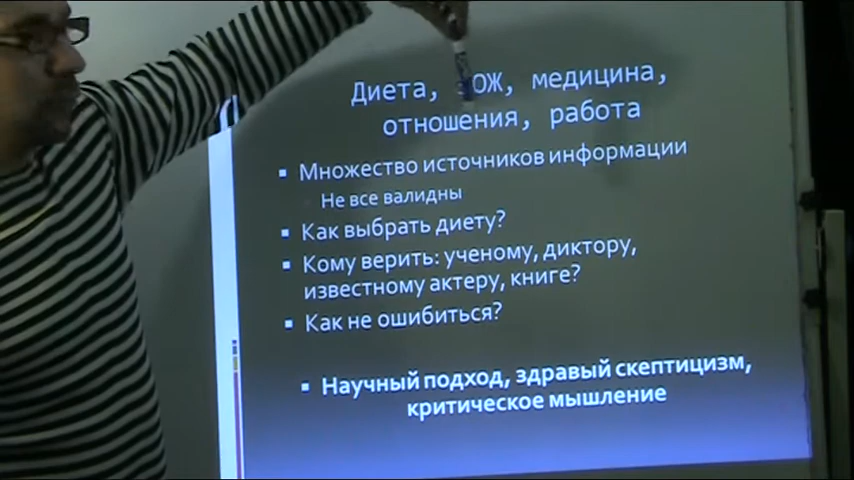 Диета, ОЖ, медицина,
отношения, работа
Множество источников информации
Не все валидны
Как выбрать диету?
Кому верить: ученому, диктору,
известному актеру, книге?
Как не ошибиться?
Научный подход, здравый скептицизм,
критическое мышление